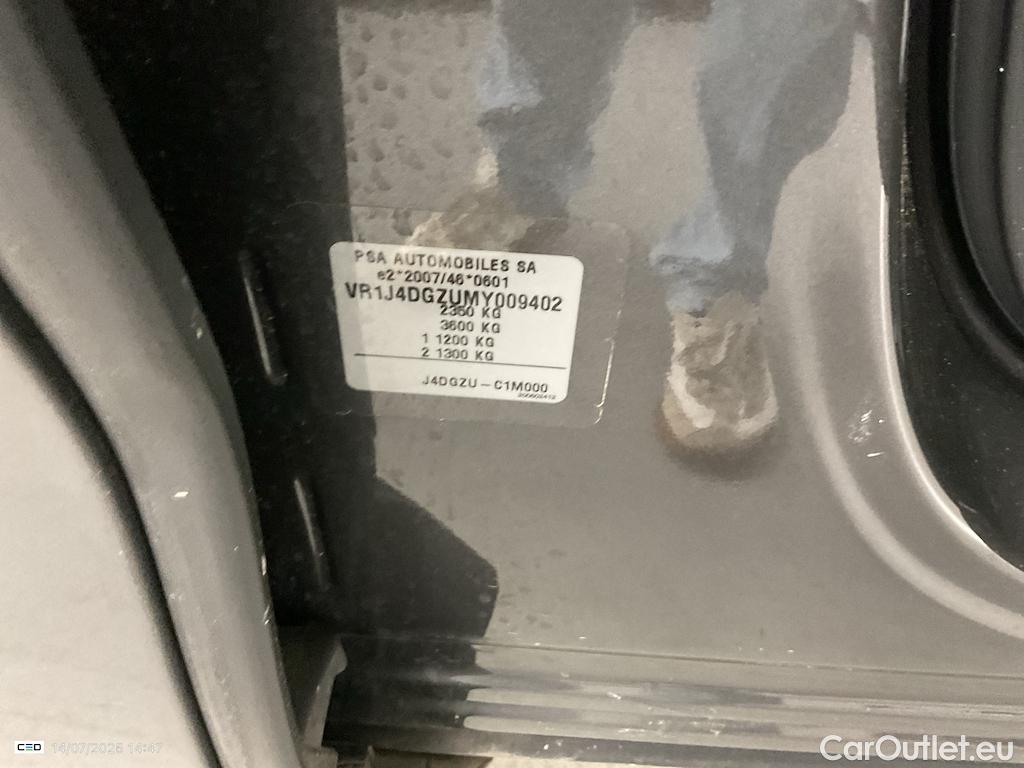 PSA AUTOMOBILES SA
e2*2007/46*0601
VR1J4DGZUMY009402
2350 KG
3600 KG
1 1200 KG
2 1300 KG
J4DGZU - C1M000
14/07/2025 14:47
CarOutlet.eu